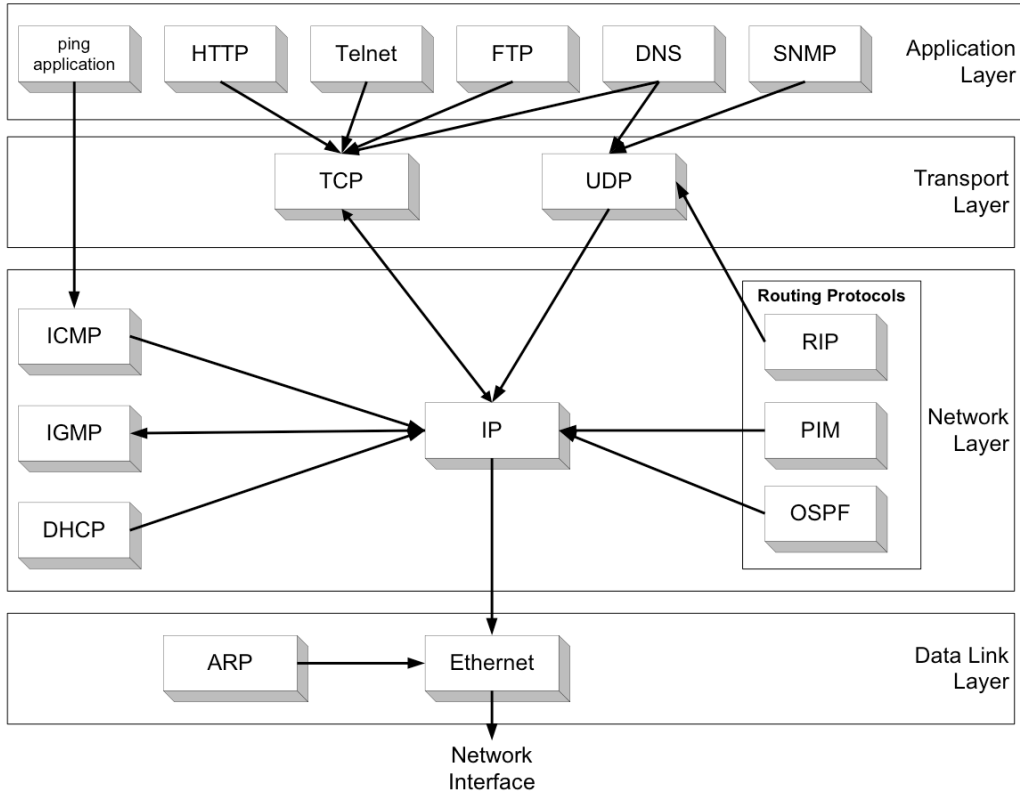 ping
application
HTTP
Telnet
FTP
DNS
SNMP
Application
Layer
TCP
UDP
Transport
Layer
Routing Protocols
ICMP
RIP
IGMP
IP
PIM
Network
Layer
DHCP
OSPF
ARP
Ethernet
Data Link
Layer
Network
Interface